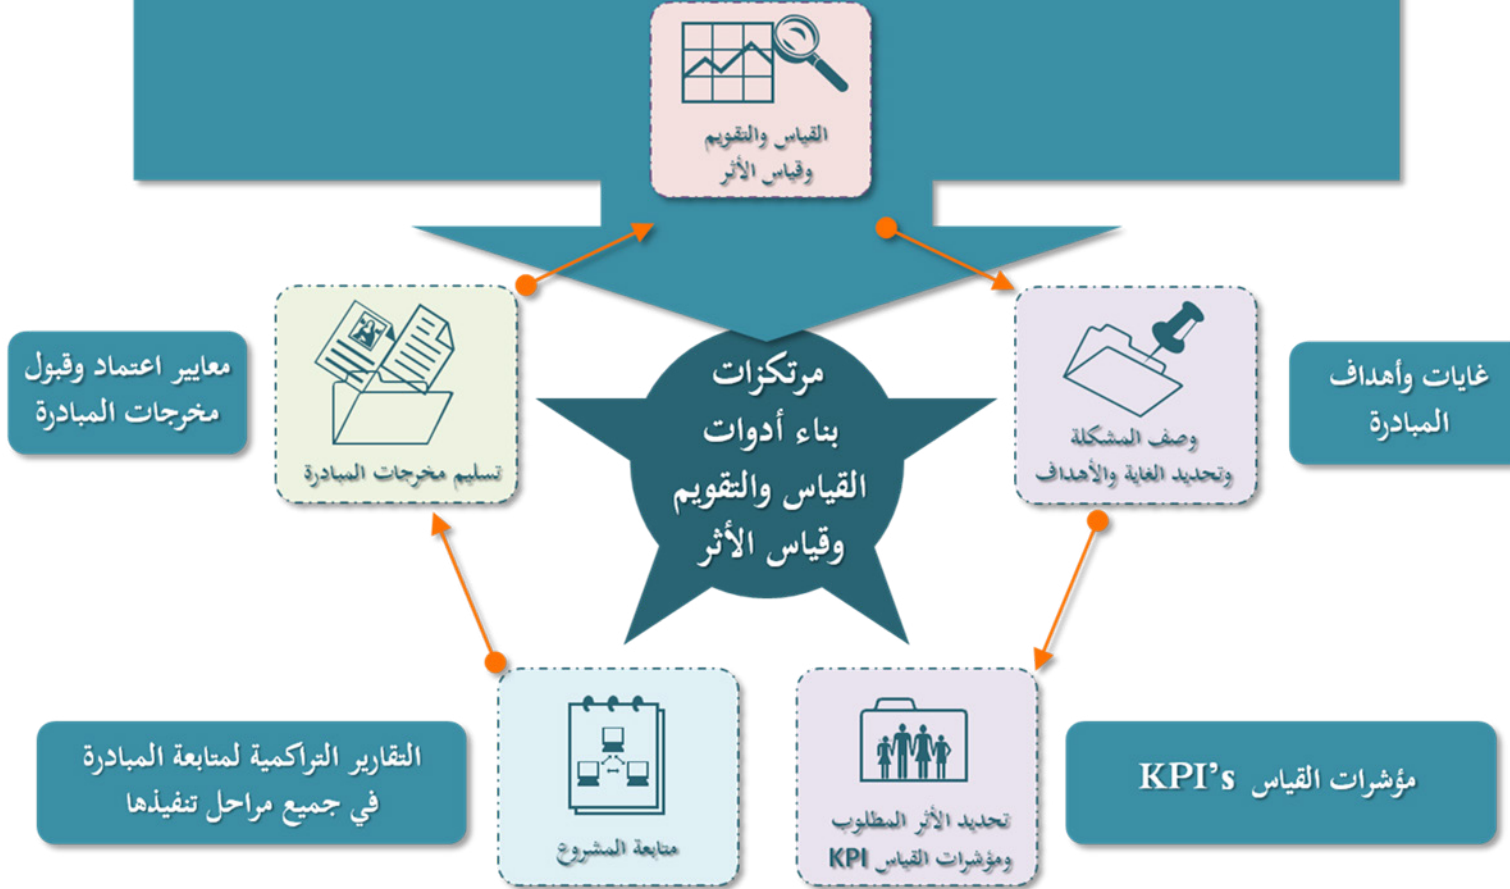 القياس والتقويم
وقياس الأثر
مرتكزات
بناء أدوات
القياس والتقويم
وقياس الأثر
وصف المشكلة
وتحديد الغاية والأهداف
غايات وأهداف
المبادرة
تحديد الأثر المطلوب
ومؤشرات القياس KPI
مؤشرات القياس KPI's
متابعة المشروع
التقارير التراكمية لمتابعة المبادرة
في جميع مراحل تنفيذها
تسليم مخرجات المبادرة
معايير اعتماد وقبول
مخرجات المبادرة